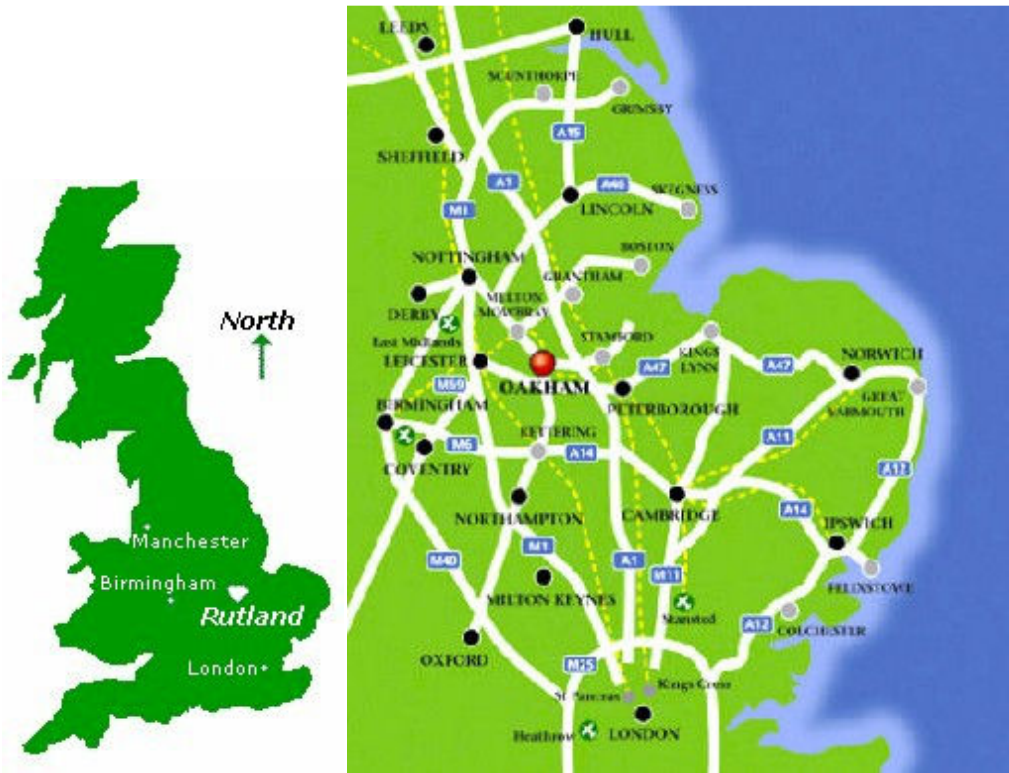 North
Manchester
Birmingham
Rutland
London
LEEDS
HULL
SCUNTHORPE
GRIMSBY
A15
SHEFFIELD
A1
A46
SKEGNESS
M1
LINCOLN
NOTTINGHAM
BOSTON
GRANTHAM
DERBY
MELTON
MOWBRAY
East Midlands
STAMFORD
KINGS
LYNN
LEICESTER
A47
A47
NORWICH
M69
OAKHAM
PETERBOROUGH
GREAT
YARMOUTH
BIRMINGHAM
KETTERING
A11
M6
A14
COVENTRY
A12
NORTHAMPTON
CAMBRIDGE
A14
IPSWICH
M1
M40
A1
M11
FELIXSTOWE
MILTON KEYNES
Stansted
A12
COLCHESTER
OXFORD
M25
St Pancras
Kings Cross
Heathrow
LONDON